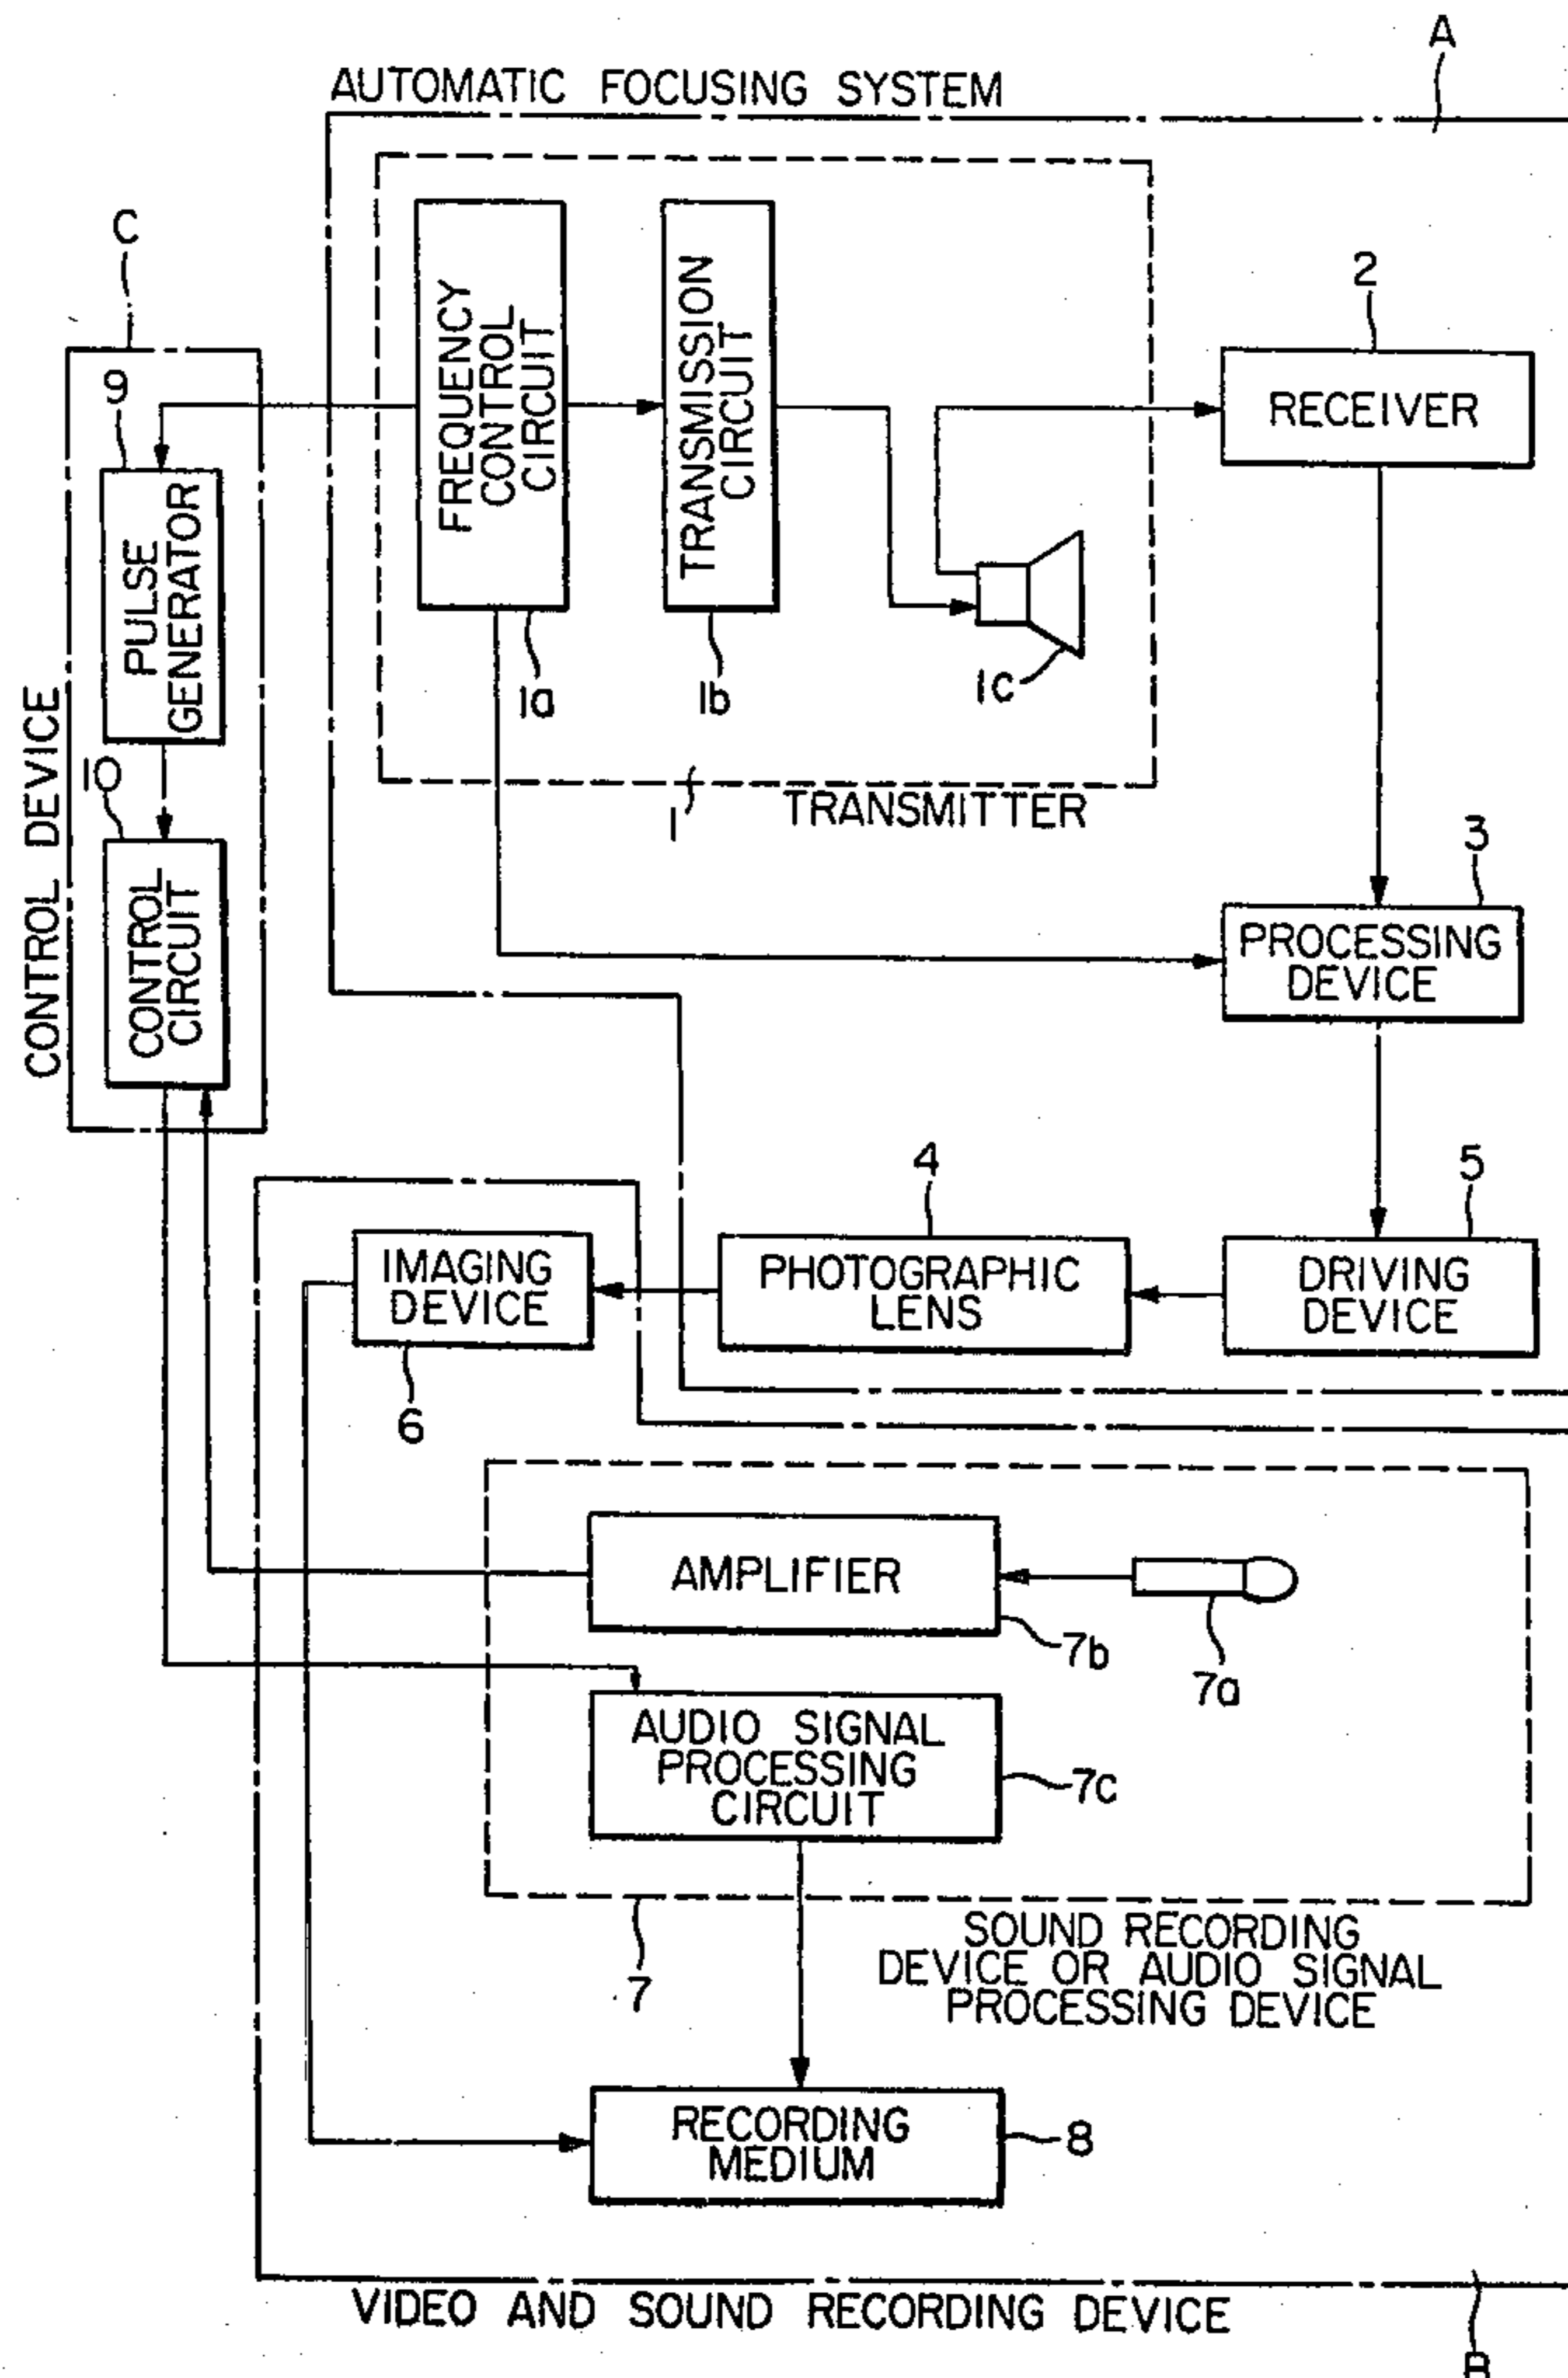 A
AUTOMATIC FOCUSING SYSTEM
C
9
FREQUENCY
CONTROL
CIRCUIT
TRANSMISSION
CIRCUIT
2
RECEIVER
PULSE
GENERATOR
1a
1b
1c
CONTROL DEVICE
10
1
TRANSMITTER
3
CONTROL
CIRCUIT
PROCESSING
DEVICE
4
5
IMAGING
DEVICE
PHOTOGRAPHIC
LENS
DRIVING
DEVICE
6
AMPLIFIER
7b
7a
AUDIO SIGNAL
PROCESSING
CIRCUIT
7c
7
SOUND RECORDING
DEVICE OR AUDIO SIGNAL
PROCESSING DEVICE
RECORDING
MEDIUM
8
VIDEO AND SOUND RECORDING DEVICE
B